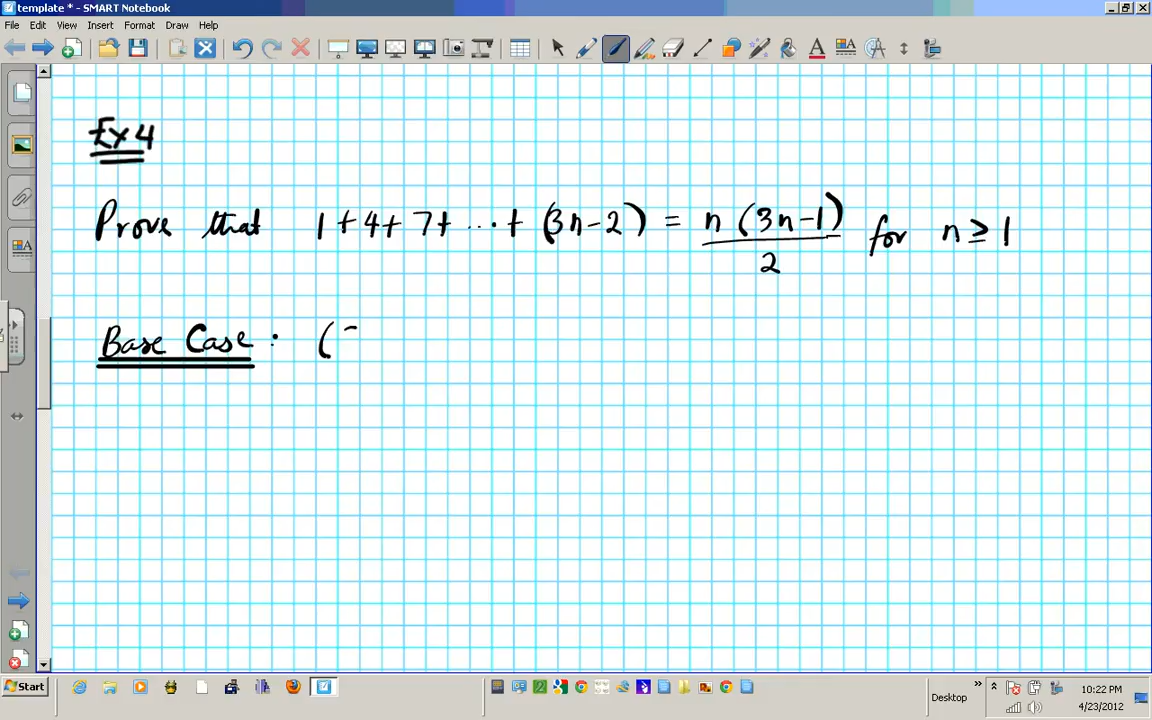 template * - SMART Notebook
File Edit View Insert Format Draw Help
Ex 4
Prove that 1 + 4 + 7 + ... + (3n-2) = n(3n-1)/2 for n ≥ 1
Base Case : (
Start
Desktop
10:22 PM
4/23/2012